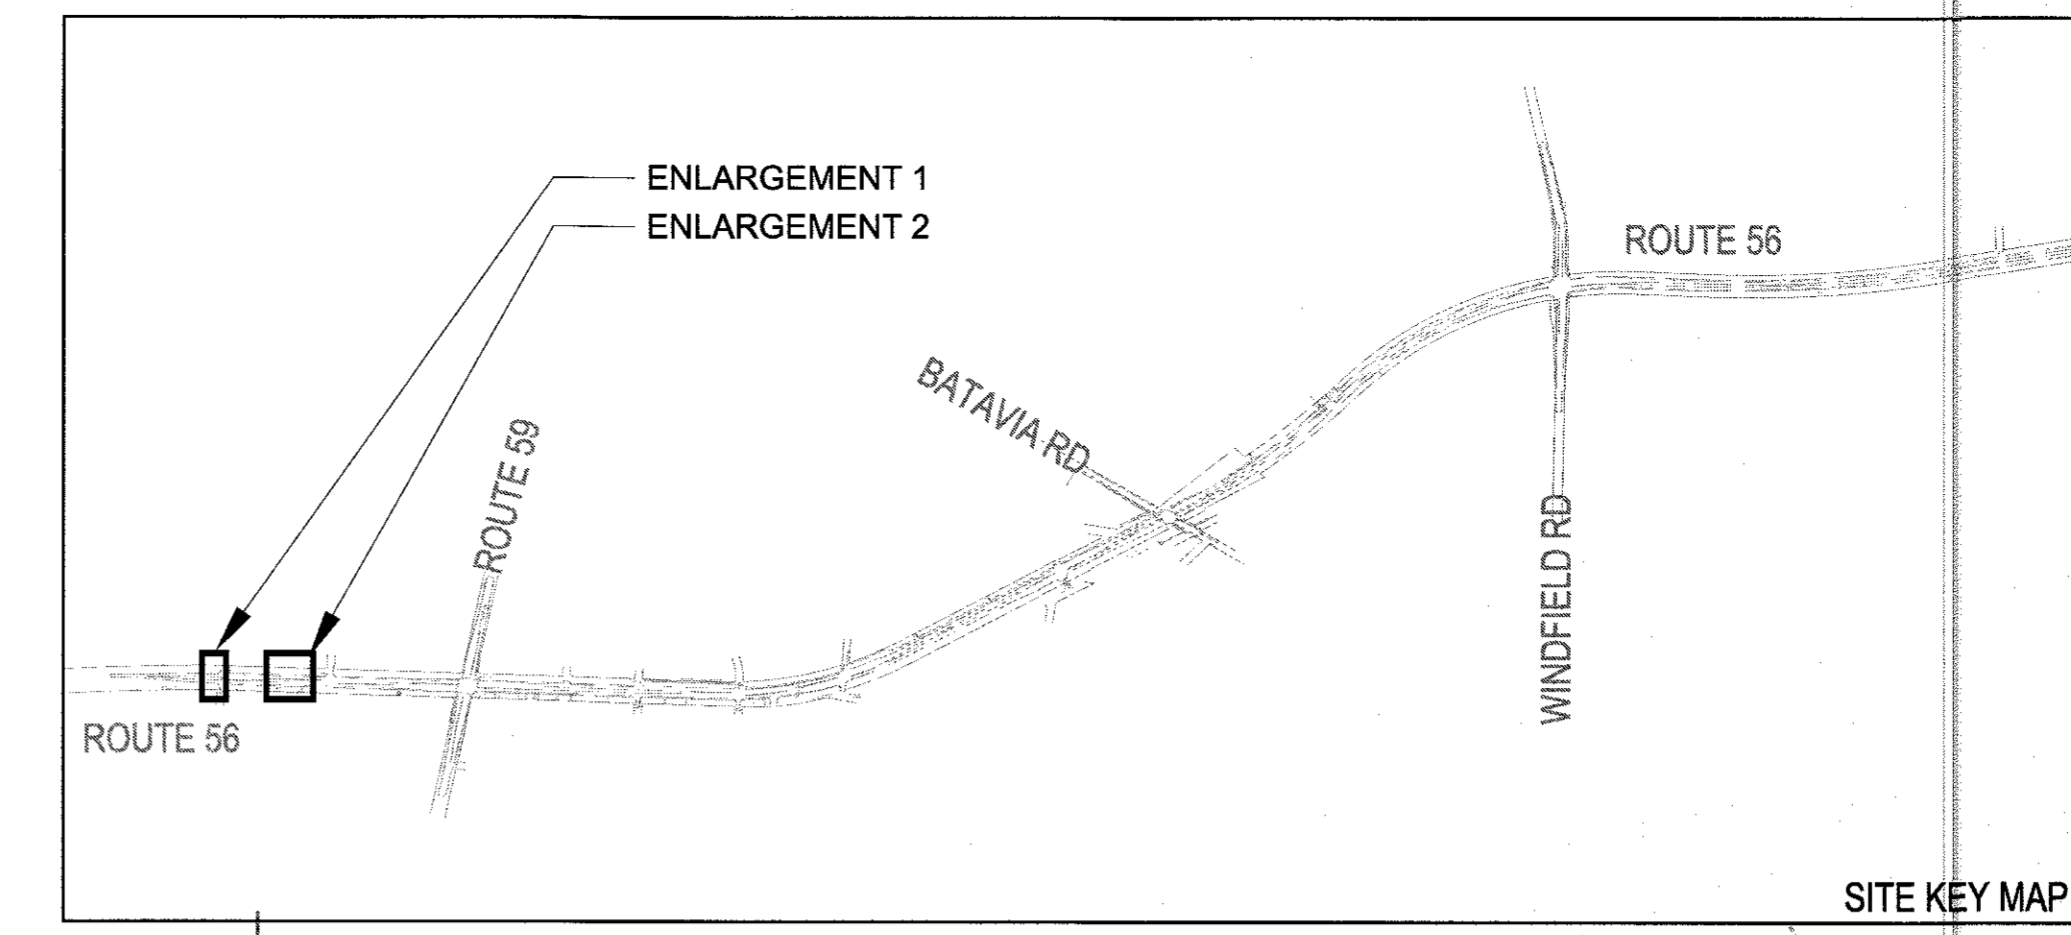 ENLARGEMENT 1
ENLARGEMENT 2
ROUTE 56
BATAVIA RD
ROUTE 59
WINDFIELD RD
ROUTE 56
SITE KEY MAP